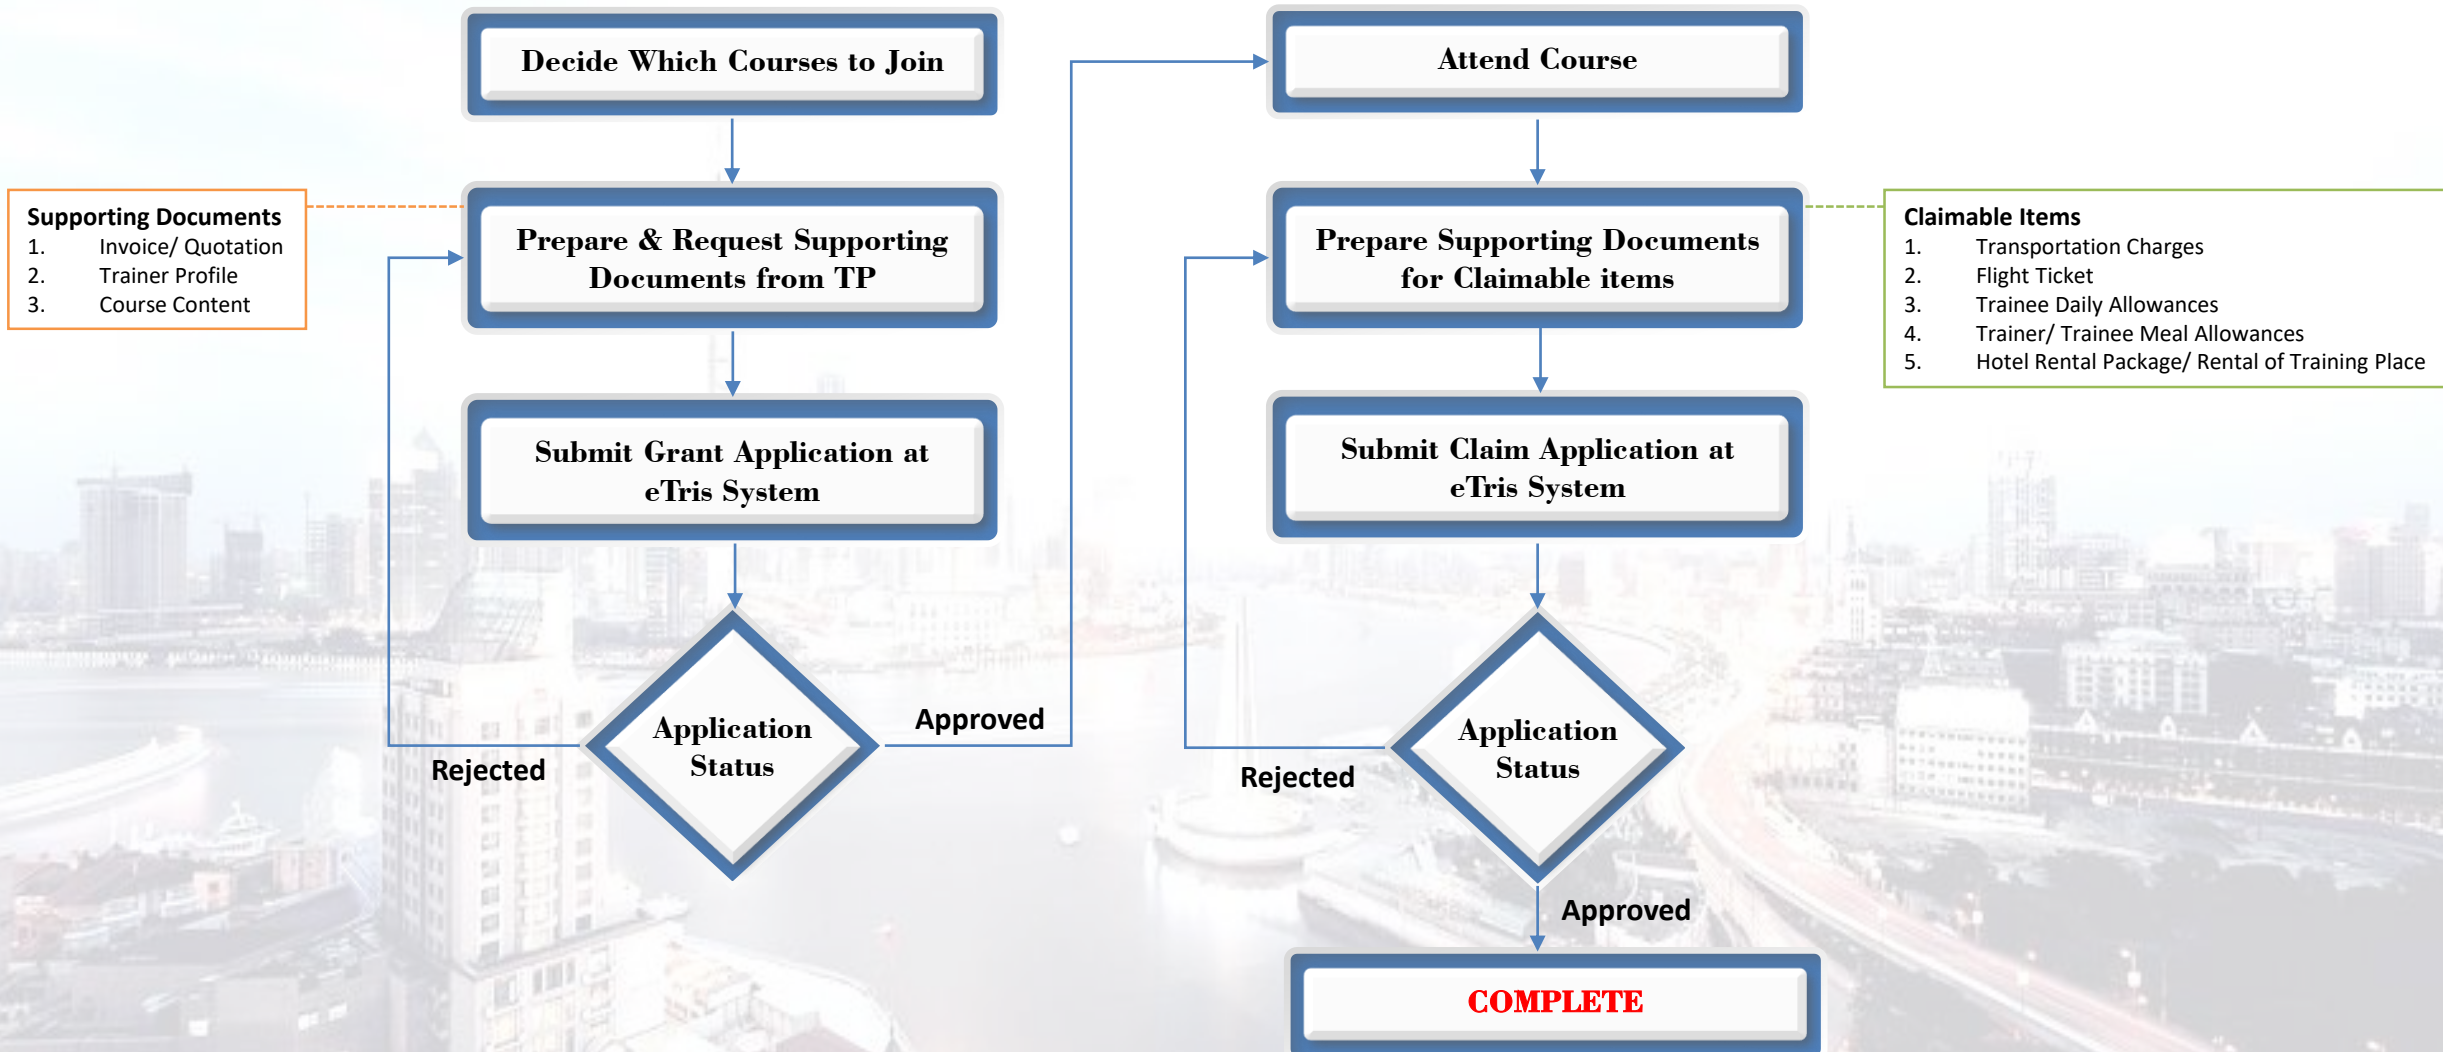 Decide Which Courses to Join
Supporting Documents
1. Invoice/ Quotation
2. Trainer Profile
3. Course Content
Prepare & Request Supporting
Documents from TP
Submit Grant Application at
eTris System
Application
Status
Rejected
Approved
Attend Course
Prepare Supporting Documents
for Claimable items
Claimable Items
1. Transportation Charges
2. Flight Ticket
3. Trainee Daily Allowances
4. Trainer/ Trainee Meal Allowances
5. Hotel Rental Package/ Rental of Training Place
Submit Claim Application at
eTris System
Application
Status
Rejected
Approved
COMPLETE